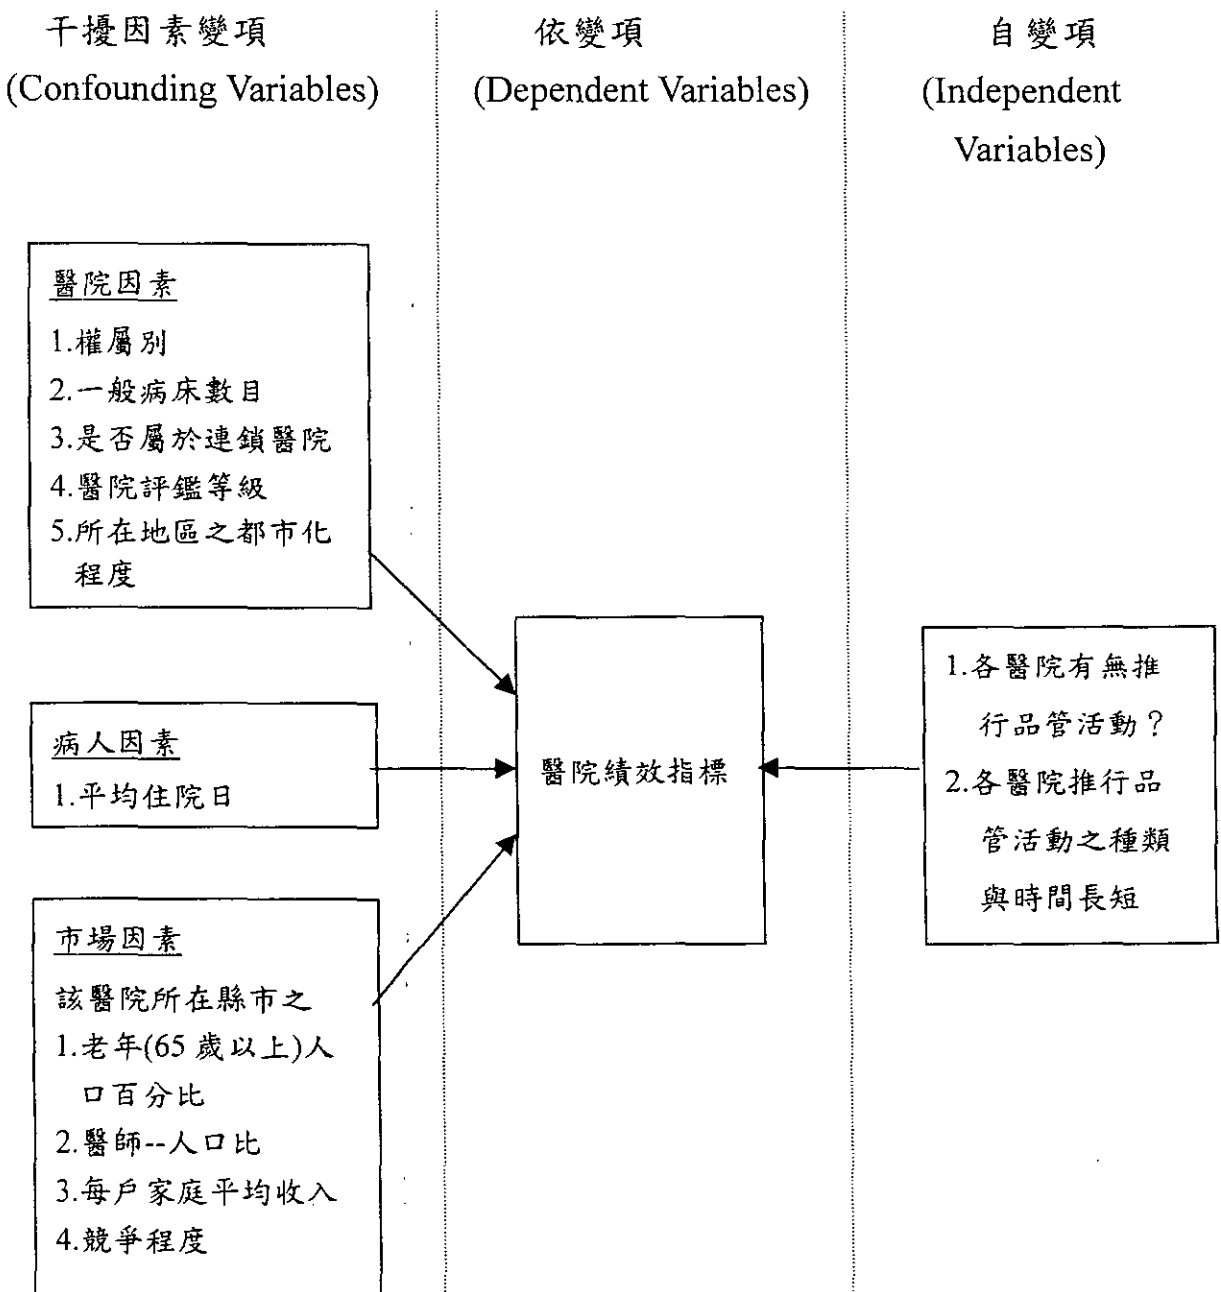 干擾因素變項
(Confounding Variables)
依變項
(Dependent Variables)
自變項
(Independent
Variables)
醫院因素
1.權屬別
2.一般病床數目
3.是否屬於連鎖醫院
4.醫院評鑑等級
5.所在地區之都市化
程度
病人因素
1.平均住院日
市場因素
該醫院所在縣市之
1.老年(65 歲以上)人
口百分比
2.醫師--人口比
3.每戶家庭平均收入
4.競爭程度
醫院績效指標
1.各醫院有無推
行品管活動？
2.各醫院推行品
管活動之種類
與時間長短